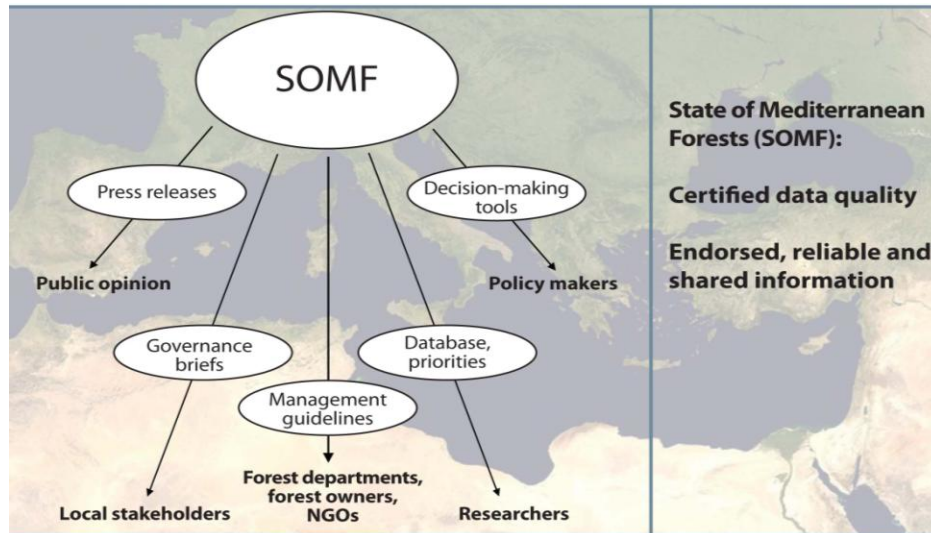 SOMF
Press releases
Decision-making
tools
Public opinion
Policy makers
Governance
briefs
Database,
priorities
Management
guidelines
Local stakeholders
Forest departments,
forest owners,
NGOs
Researchers
State of Mediterranean
Forests (SOMF):
Certified data quality
Endorsed, reliable and
shared information